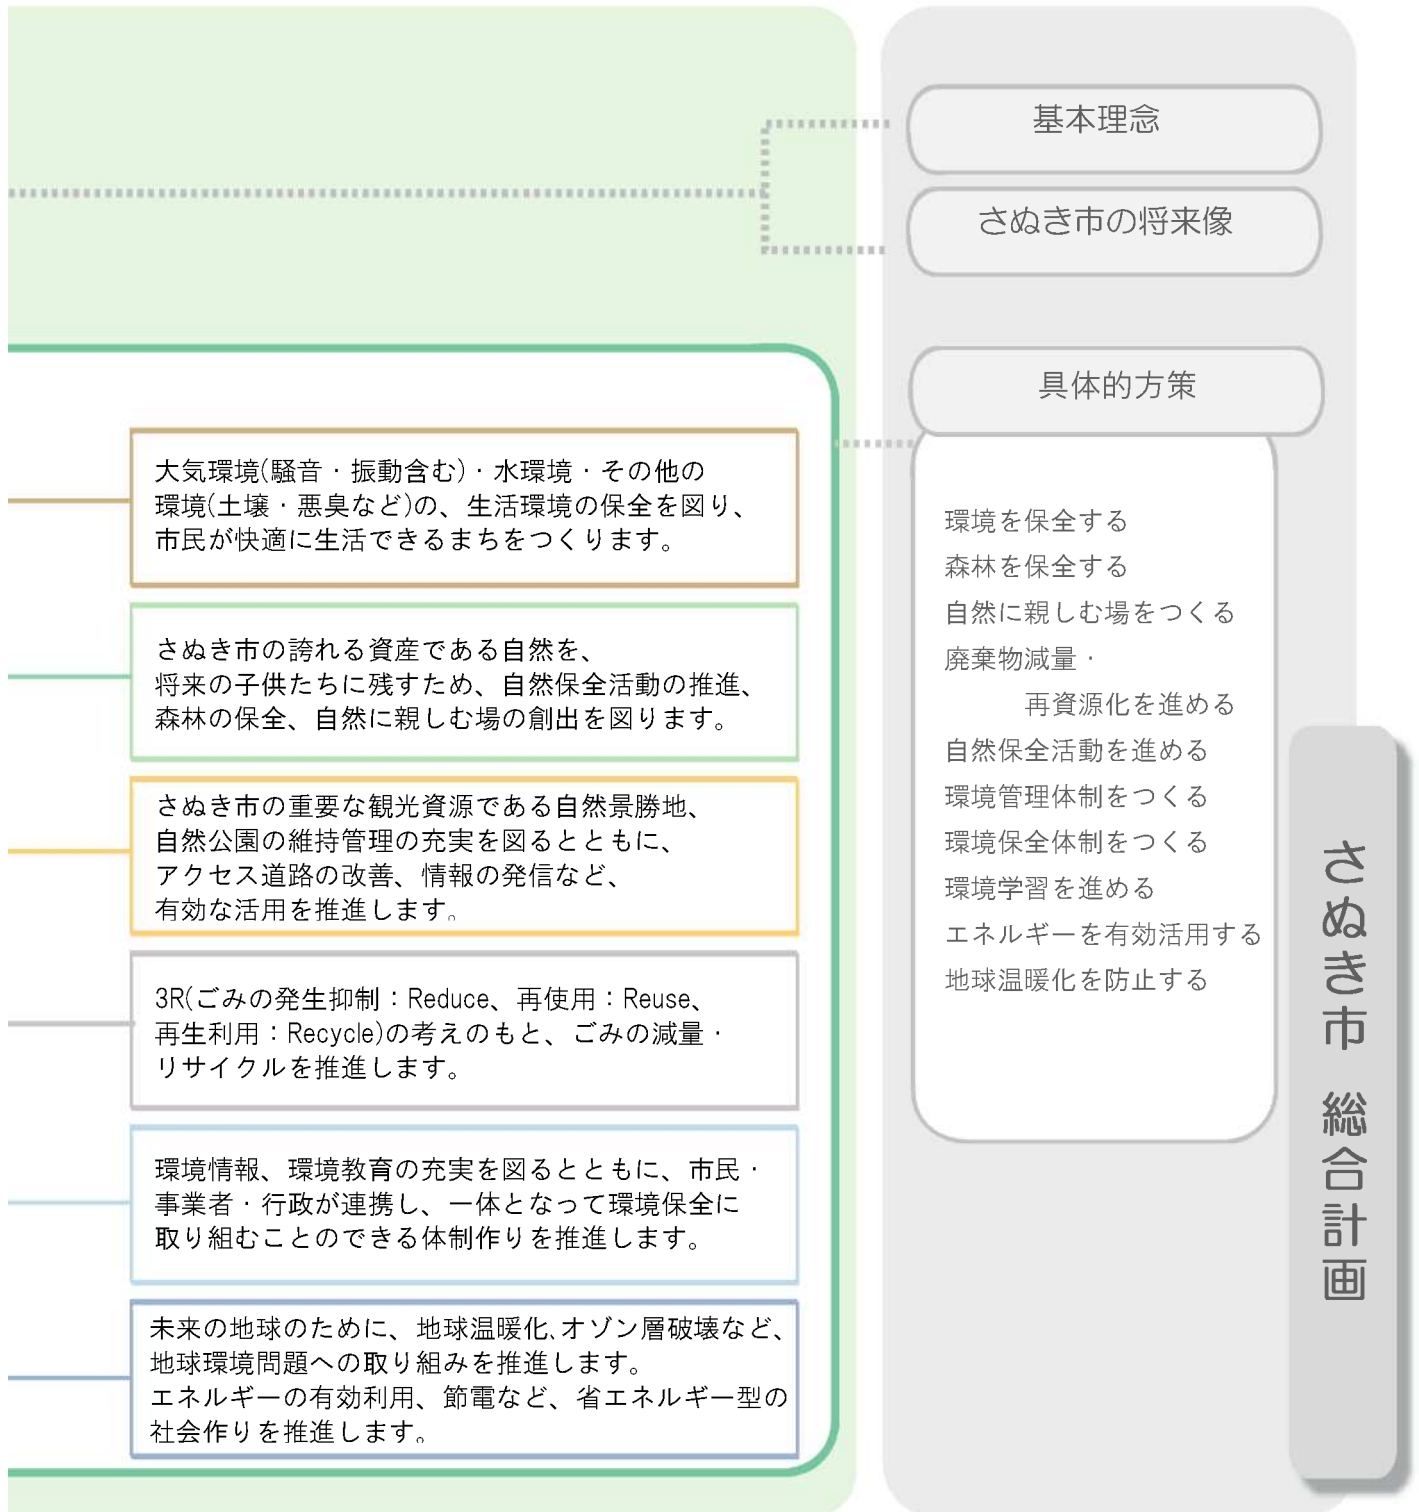 基本理念
さぬき市の将来像
具体的方策
大気環境(騒音・振動含む)・水環境・その他の
環境(土壌・悪臭など)の、生活環境の保全を図り、
市民が快適に生活できるまちをつくります。
さぬき市の誇れる資産である自然を、
将来の子供たちに残すため、自然保全活動の推進、
森林の保全、自然に親しむ場の創出を図ります。
さぬき市の重要な観光資源である自然景勝地、
自然公園の維持管理の充実を図るとともに、
アクセス道路の改善、情報の発信など、
有効な活用を推進します。
3R(ごみの発生抑制：Reduce、再使用：Reuse、
再生利用：Recycle)の考えのもと、ごみの減量・
リサイクルを推進します。
環境情報、環境教育の充実を図るとともに、市民・
事業者・行政が連携し、一体となって環境保全に
取り組むことのできる体制作りを推進します。
未来の地球のために、地球温暖化、オゾン層破壊など、
地球環境問題への取り組みを推進します。
エネルギーの有効利用、節電など、省エネルギー型の
社会作りを推進します。
環境を保全する
森林を保全する
自然に親しむ場をつくる
廃棄物減量・
再資源化を進める
自然保全活動を進める
環境管理体制をつくる
環境保全体制をつくる
環境学習を進める
エネルギーを有効活用する
地球温暖化を防止する
さぬき市 総合計画